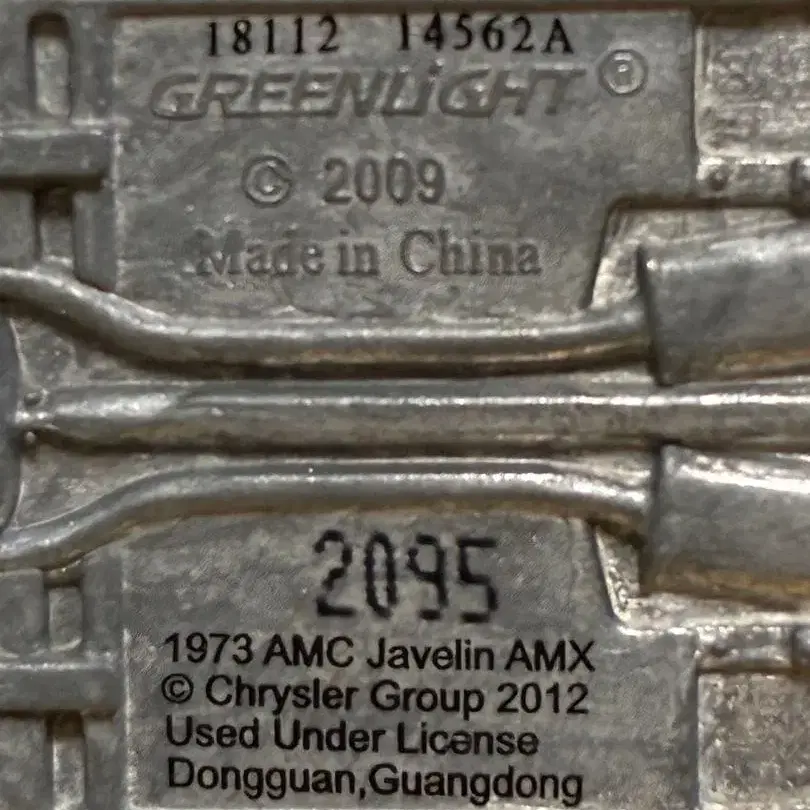 18112 14562A
GREENLiGHT ®
© 2009
Made in China
2095
1973 AMC Javelin AMX
© Chrysler Group 2012
Used Under License
Dongguan,Guangdong